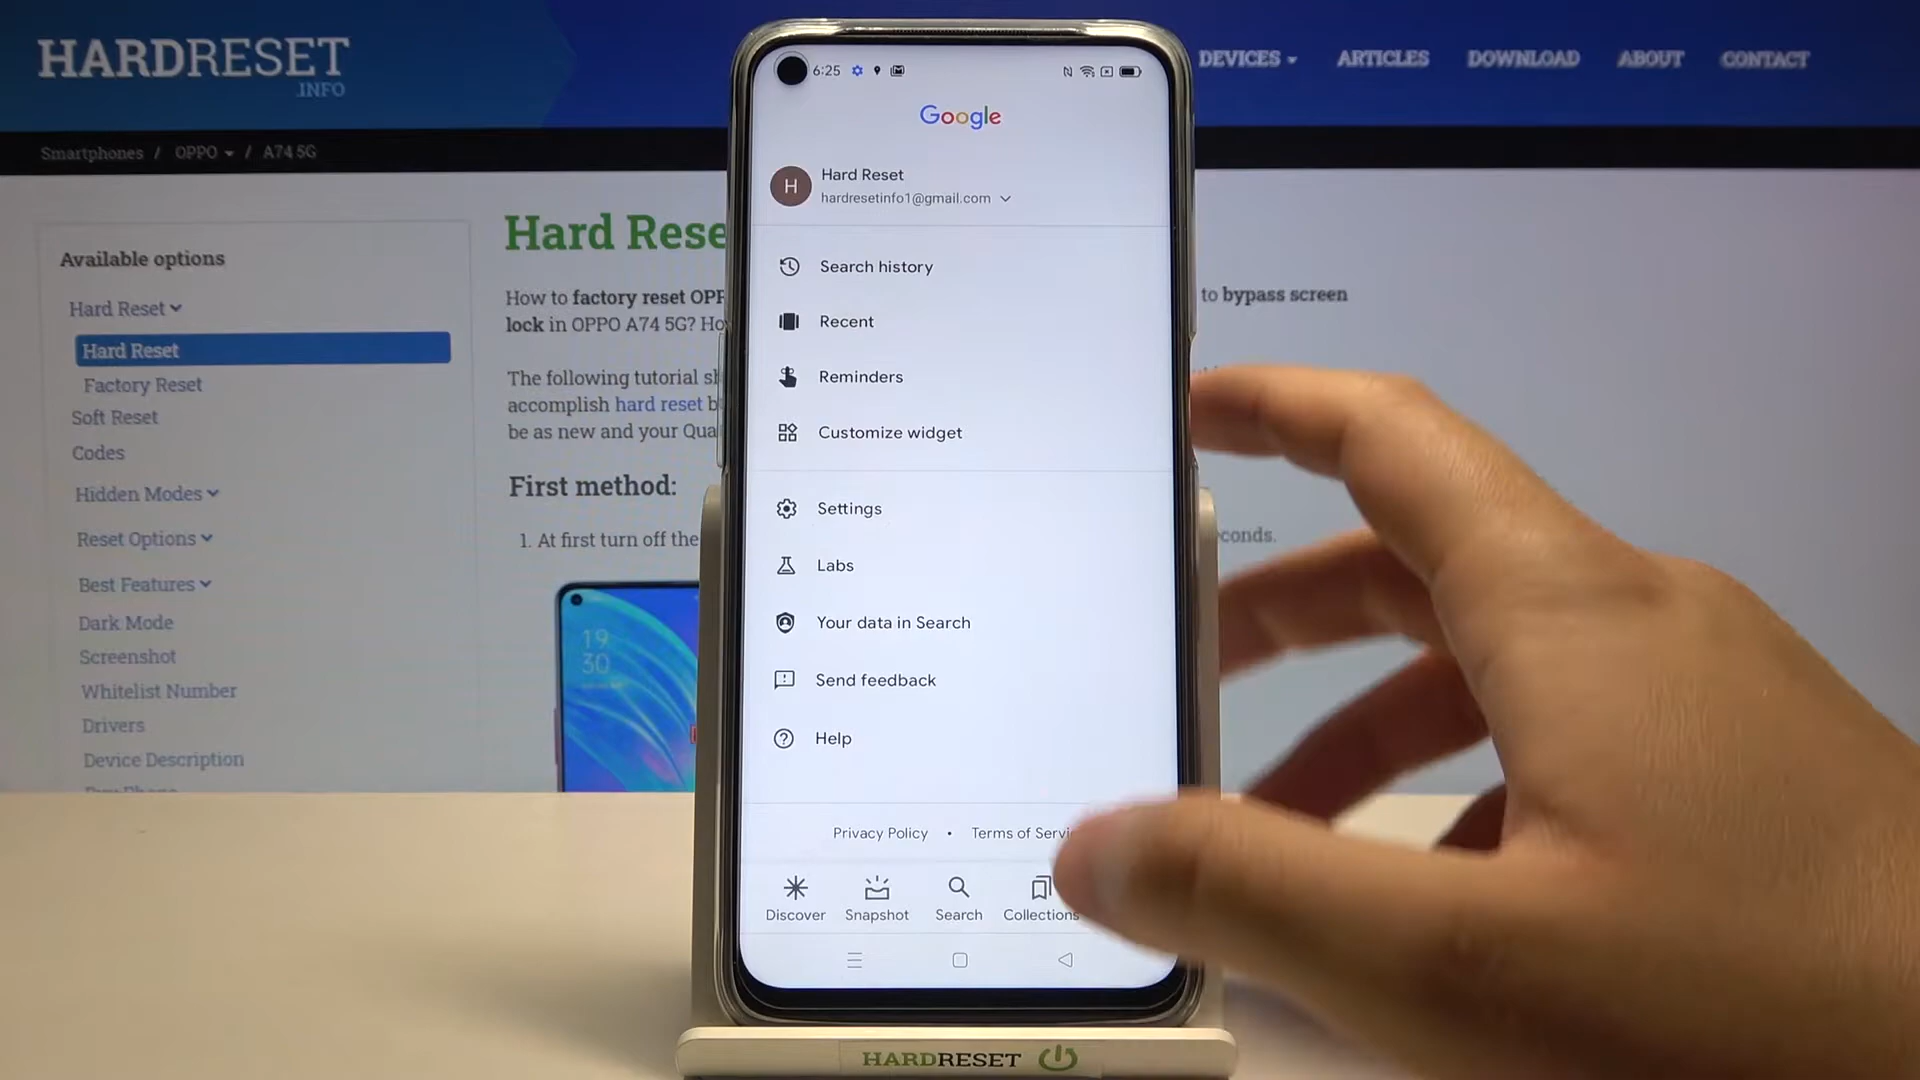 HARDRESET
.INFO
DEVICES
ARTICLES
DOWNLOAD
ABOUT
CONTACT
Smartphones / OPPO / A74 5G
Available options
Hard Reset
Hard Reset
Factory Reset
Soft Reset
Codes
Hidden Modes
Reset Options
Best Features
Dark Mode
Screenshot
Whitelist Number
Drivers
Device Description
Hard Rese
How to factory reset OPP
to bypass screen
lock in OPPO A74 5G? Ho
The following tutorial sh
accomplish hard reset b
be as new and your Qua
First method:
1. At first turn off the
conds.
19
30
6:25
Google
H
Hard Reset
hardresetinfo1@gmail.com
Search history
Recent
Reminders
Customize widget
Settings
Labs
Your data in Search
Send feedback
Help
Privacy Policy • Terms of Servi
Discover
Snapshot
Search
Collections
HARDRESET